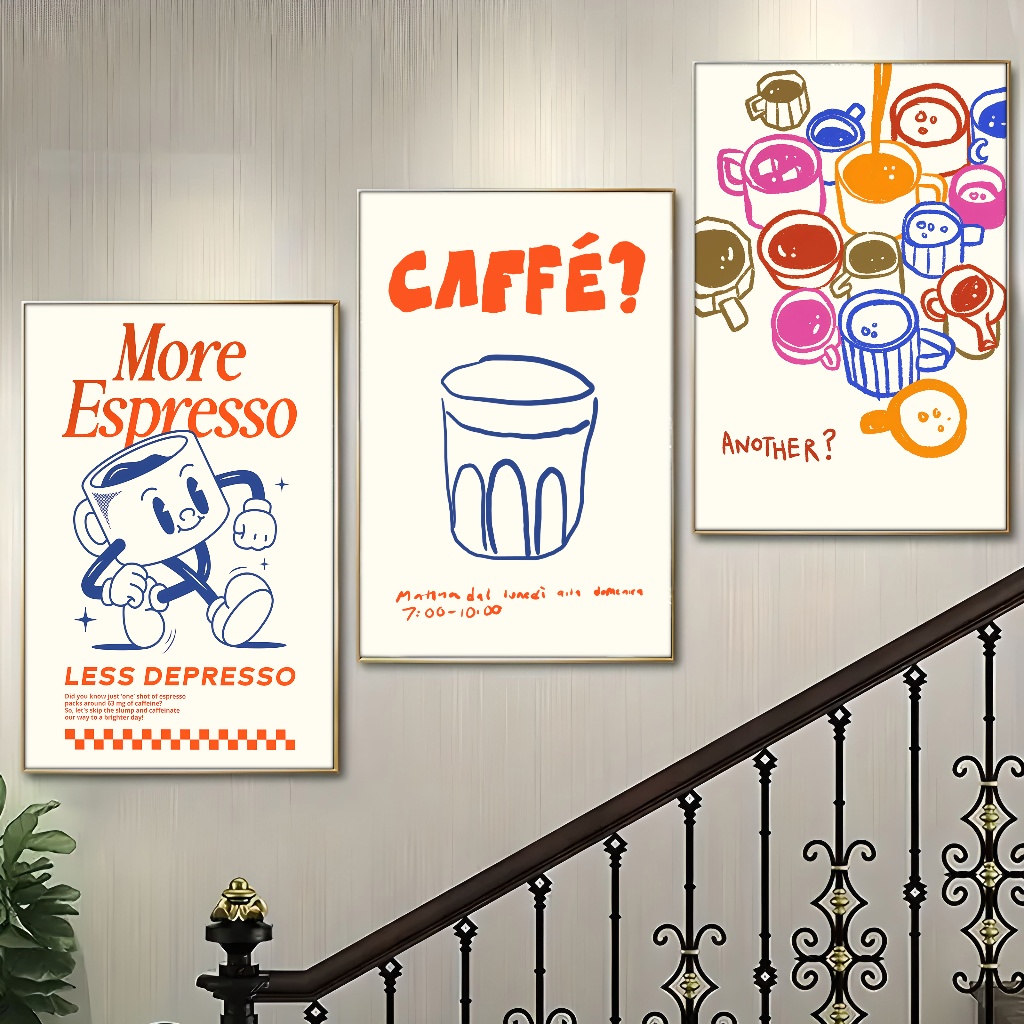 More
Espresso
LESS DEPRESSO
Did you know just 'one' shot of espresso
packs around 63 mg of caffeine?
So, let's skip the slump and caffeinate
our way to a brighter day!
CAFFÉ?
Mattina dal lunedì alla domenica
7:00-10:00
ANOTHER?